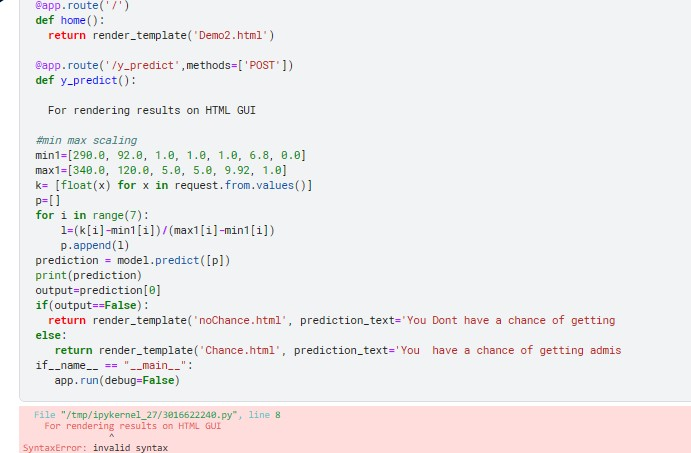 @app.route('/')
def home():
  return render_template('Demo2.html')
@app.route('/y_predict',methods=['POST'])
def y_predict():
  For rendering results on HTML GUI
#min max scaling
min1=[290.0, 92.0, 1.0, 1.0, 1.0, 6.8, 0.0]
max1=[340.0, 120.0, 5.0, 5.0, 9.92, 1.0]
k= [float(x) for x in request.from.values()]
p=[]
for i in range(7):
    l=(k[i]-min1[i])/(max1[i]-min1[i])
    p.append(l)
prediction = model.predict([p])
print(prediction)
output=prediction[0]
if(output==False):
  return render_template('noChance.html', prediction_text='You Dont have a chance of getting
else:
   return render_template('Chance.html', prediction_text='You  have a chance of getting admis
if__name__ == "__main__":
   app.run(debug=False)
File "/tmp/ipykernel_27/3016622240.py", line 8
    For rendering results on HTML GUI
              ^
SyntaxError: invalid syntax